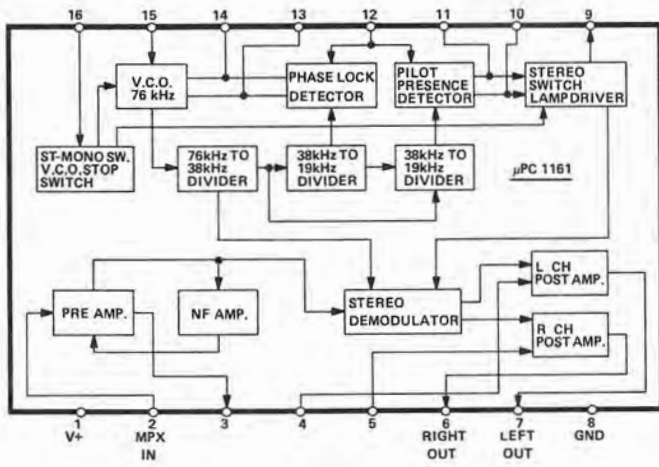 16 15 14 13 12 11 10 9
V.C.O.
76 kHz
PHASE LOCK
DETECTOR
PILOT
PRESENCE
DETECTOR
STEREO
SWITCH
LAMP DRIVER
ST-MONO SW.
V.C.O. STOP
SWITCH
76kHz TO
38kHz
DIVIDER
38kHz TO
19kHz
DIVIDER
38kHz TO
19kHz
DIVIDER
μPC 1161
PRE AMP.
NF AMP.
STEREO
DEMODULATOR
L CH
POST AMP.
R CH
POST AMP.
1 2 3 4 5 6 7 8
V+
MPX
IN
RIGHT
OUT
LEFT
OUT
GND